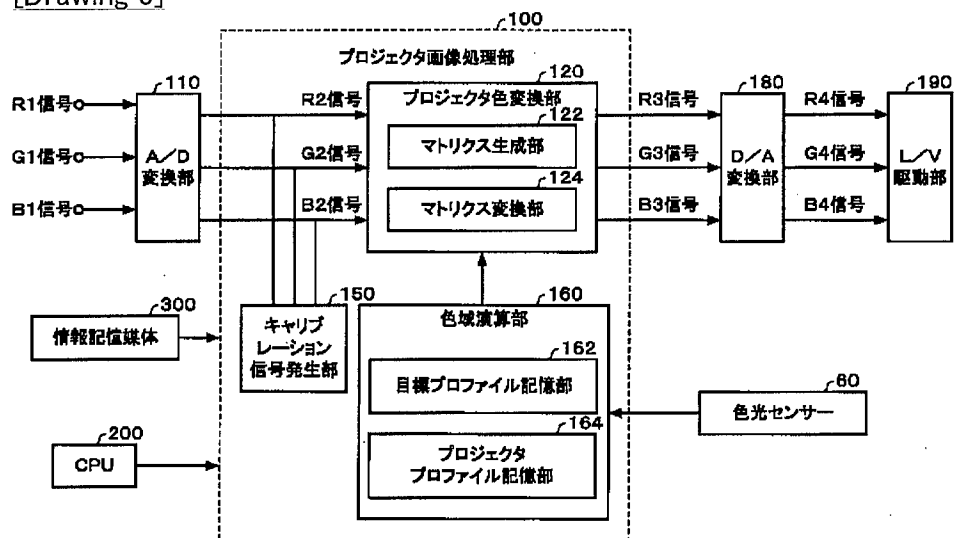 100
プロジェクタ画像処理部
110
120
180
190
R1信号
R2信号
プロジェクタ色変換部
R3信号
R4信号
122
マトリクス生成部
G1信号
A/D
変換部
G2信号
G3信号
D/A
変換部
G4信号
L/V
駆動部
124
マトリクス変換部
B1信号
B2信号
B3信号
B4信号
150
160
300
キャリブ
レーション
信号発生部
色域演算部
情報記憶媒体
162
目標プロファイル記憶部
60
色光センサー
200
164
CPU
プロジェクタ
プロファイル記憶部